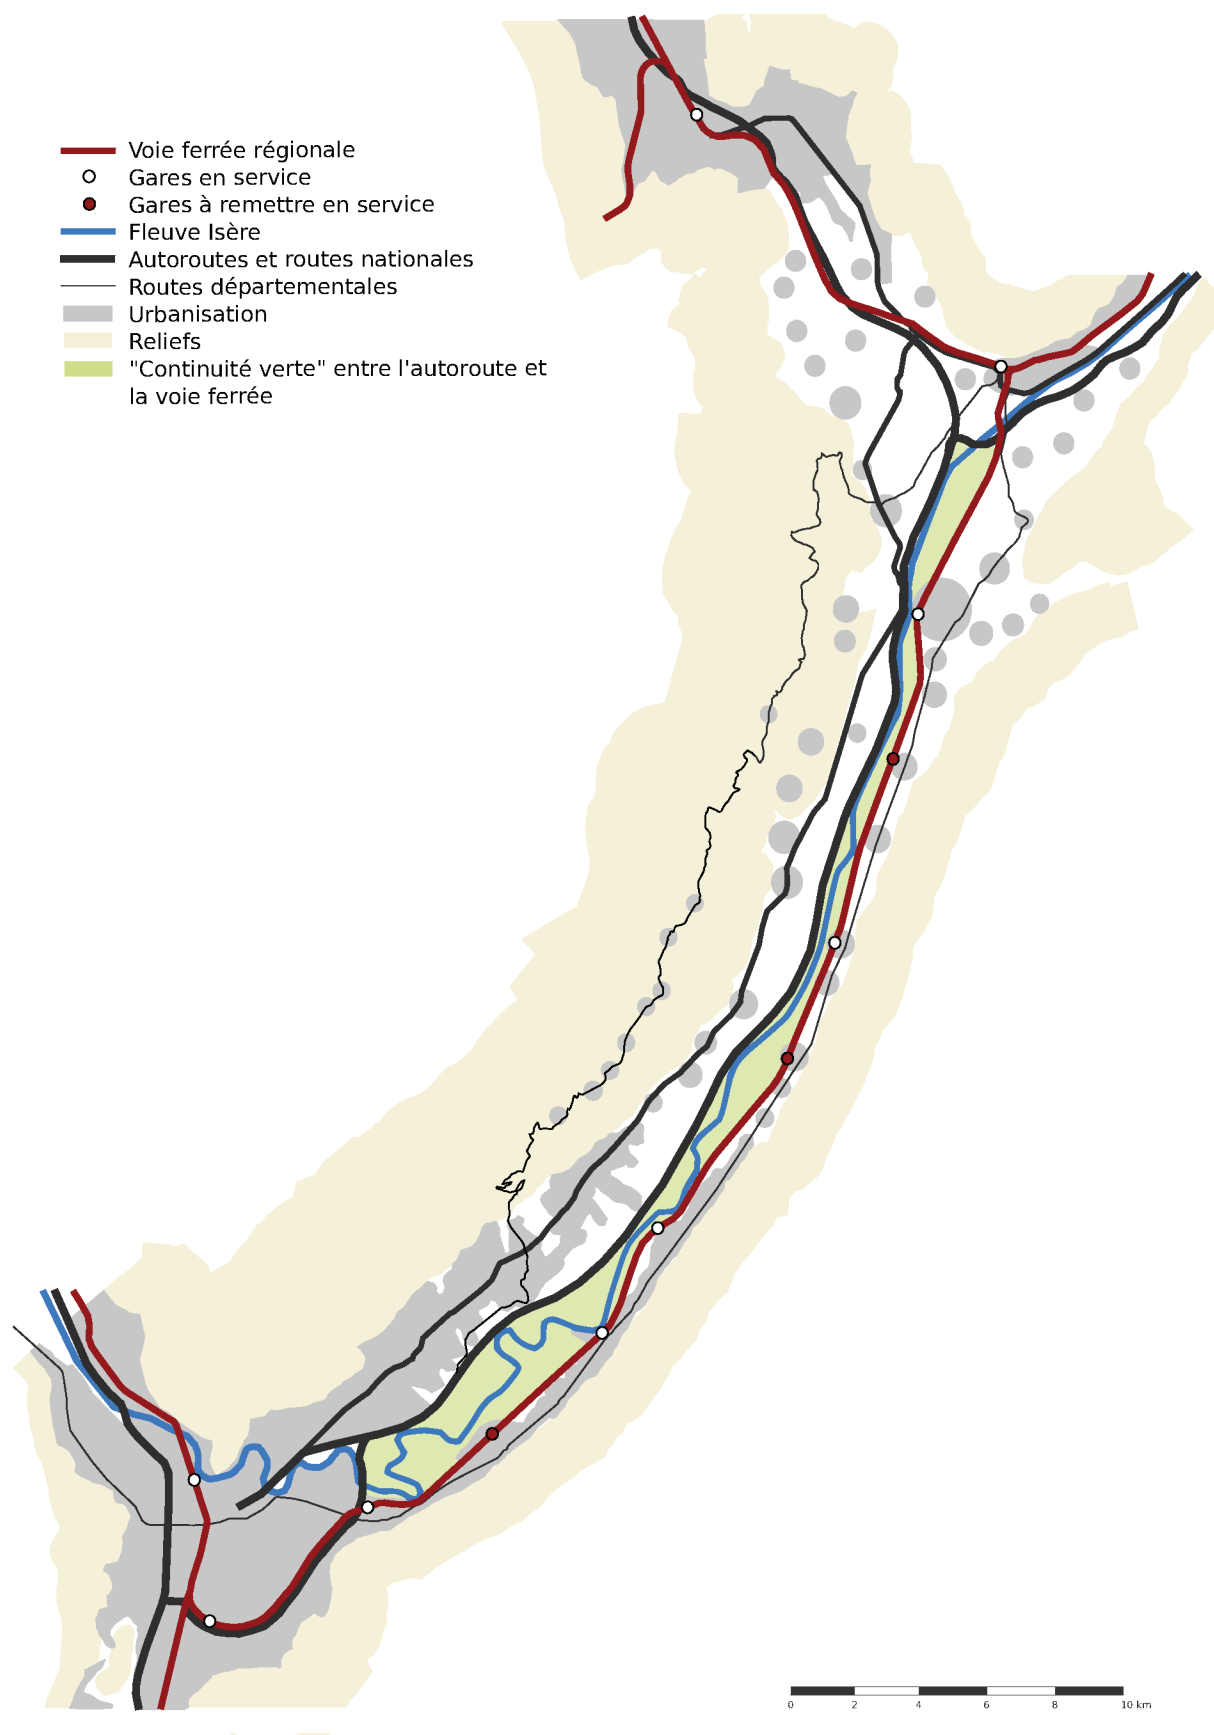 Voie ferrée régionale
Gares en service
Gares à remettre en service
Fleuve Isère
Autoroutes et routes nationales
Routes départementales
Urbanisation
Reliefs
"Continuité verte" entre l'autoroute et
la voie ferrée
0 2 4 6 8 10 km